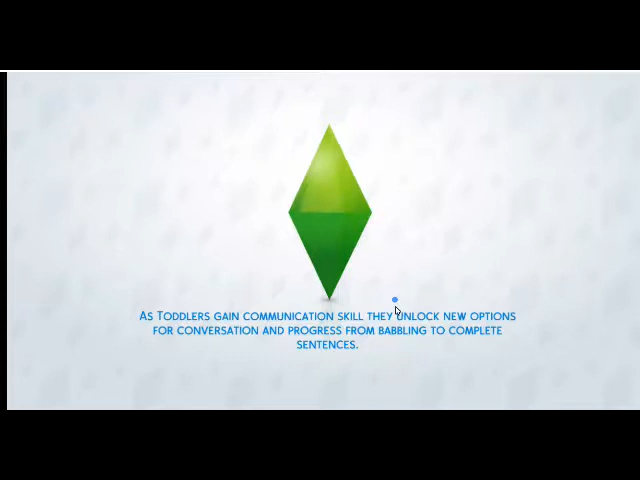 As Toddlers gain communication skill they unlock new options
for conversation and progress from babbling to complete
sentences.